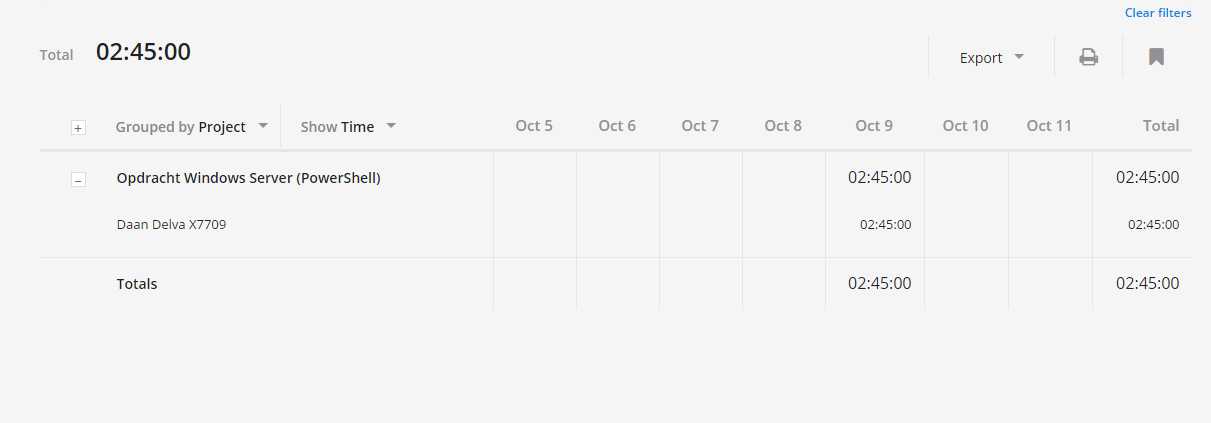 Clear filters
Total 02:45:00
Export
Grouped by Project Show Time Oct 5 Oct 6 Oct 7 Oct 8 Oct 9 Oct 10 Oct 11 Total
Opdracht Windows Server (PowerShell) 02:45:00 02:45:00
Daan Delva X7709 02:45:00 02:45:00
Totals 02:45:00 02:45:00